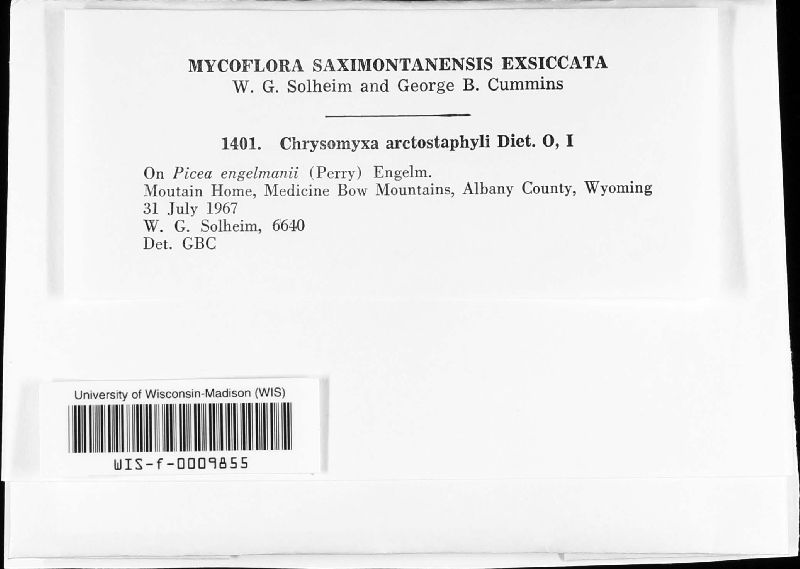 MYCOFLORA SAXIMONTANENSIS EXSICCATA
W. G. Solheim and George B. Cummins
1401. Chrysomyxa arctostaphyli Diet. O, I
On Picea engelmanii (Perry) Engelm.
Moutain Home, Medicine Bow Mountains, Albany County, Wyoming
31 July 1967
W. G. Solheim, 6640
Det. GBC
University of Wisconsin-Madison (WIS)
WIS-f-0009855